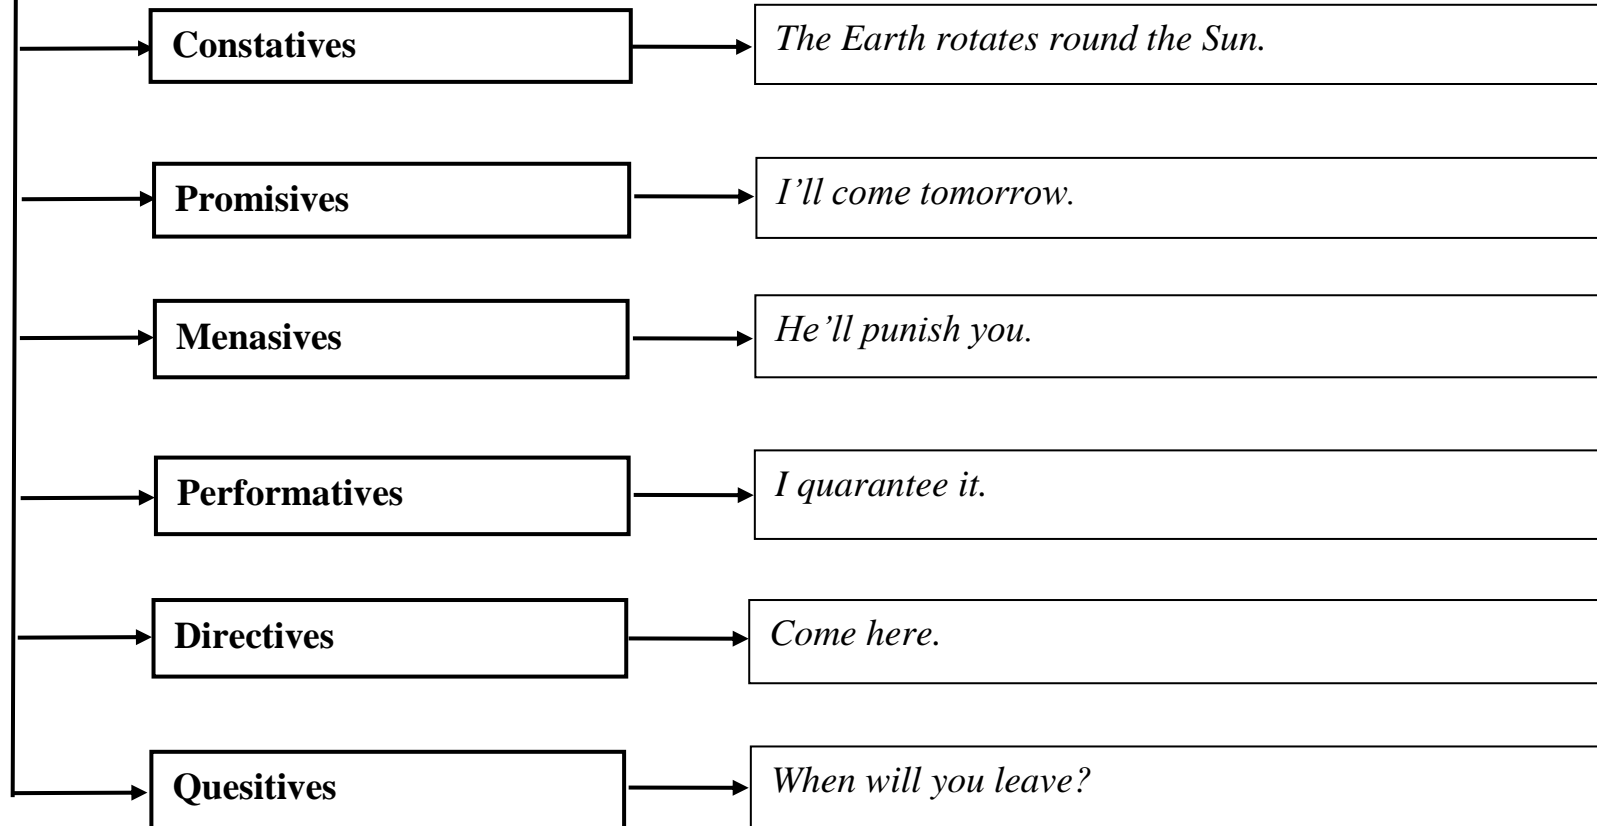 Constatives
The Earth rotates round the Sun.
Promisives
I’ll come tomorrow.
Menasives
He’ll punish you.
Performatives
I quarantee it.
Directives
Come here.
Quesitives
When will you leave?